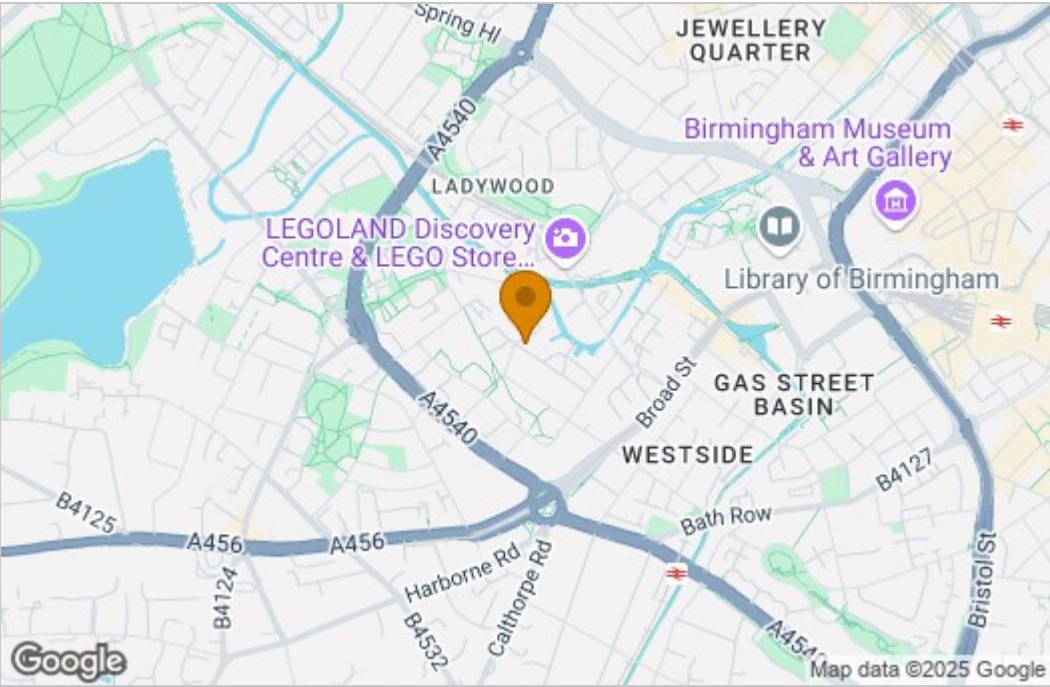 Spring Hl
JEWELLERY
QUARTER
A4540
Birmingham Museum
& Art Gallery
LADYWOOD
LEGOLAND Discovery
Centre & LEGO Store...
Library of Birmingham
Broad St
GAS STREET
BASIN
A4540
WESTSIDE
B4127
B4125
Bath Row
A456
A456
Harborne Rd
Calthorpe Rd
Bristol St
B4124
B4532
A4540
Google
Map data ©2025 Google